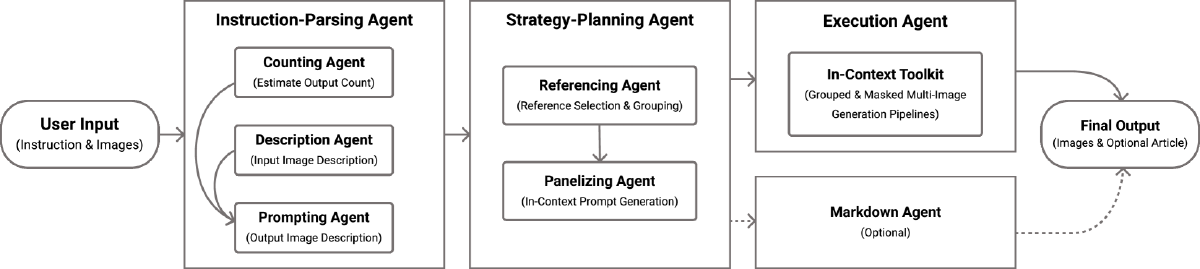 User Input
(Instruction & Images)
Instruction-Parsing Agent
Counting Agent
(Estimate Output Count)
Description Agent
(Input Image Description)
Prompting Agent
(Output Image Description)
Strategy-Planning Agent
Referencing Agent
(Reference Selection & Grouping)
Panelizing Agent
(In-Context Prompt Generation)
Execution Agent
In-Context Toolkit
(Grouped & Masked Multi-Image
Generation Pipelines)
Markdown Agent
(Optional)
Final Output
(Images & Optional Article)